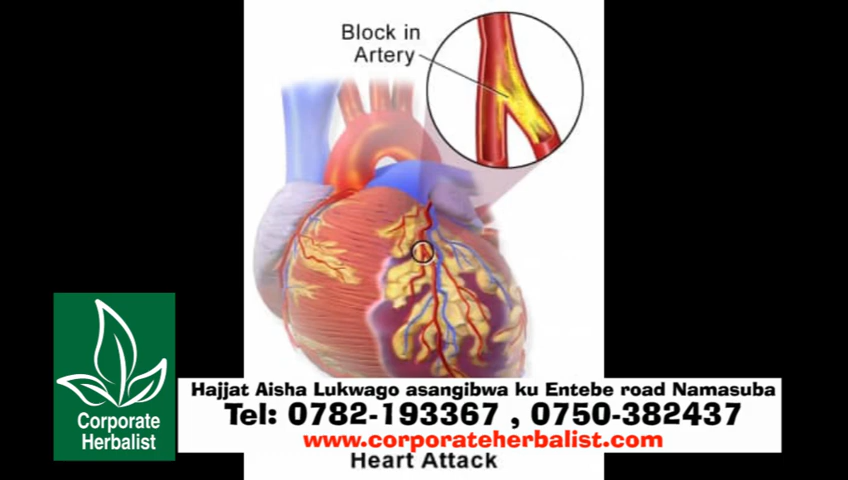 Block in
Artery
Corporate
Herbalist
Hajjat Aisha Lukwago asangibwa ku Entebe road Namasuba
Tel: 0782-193367 , 0750-382437
www.corporateherbalist.com
Heart Attack